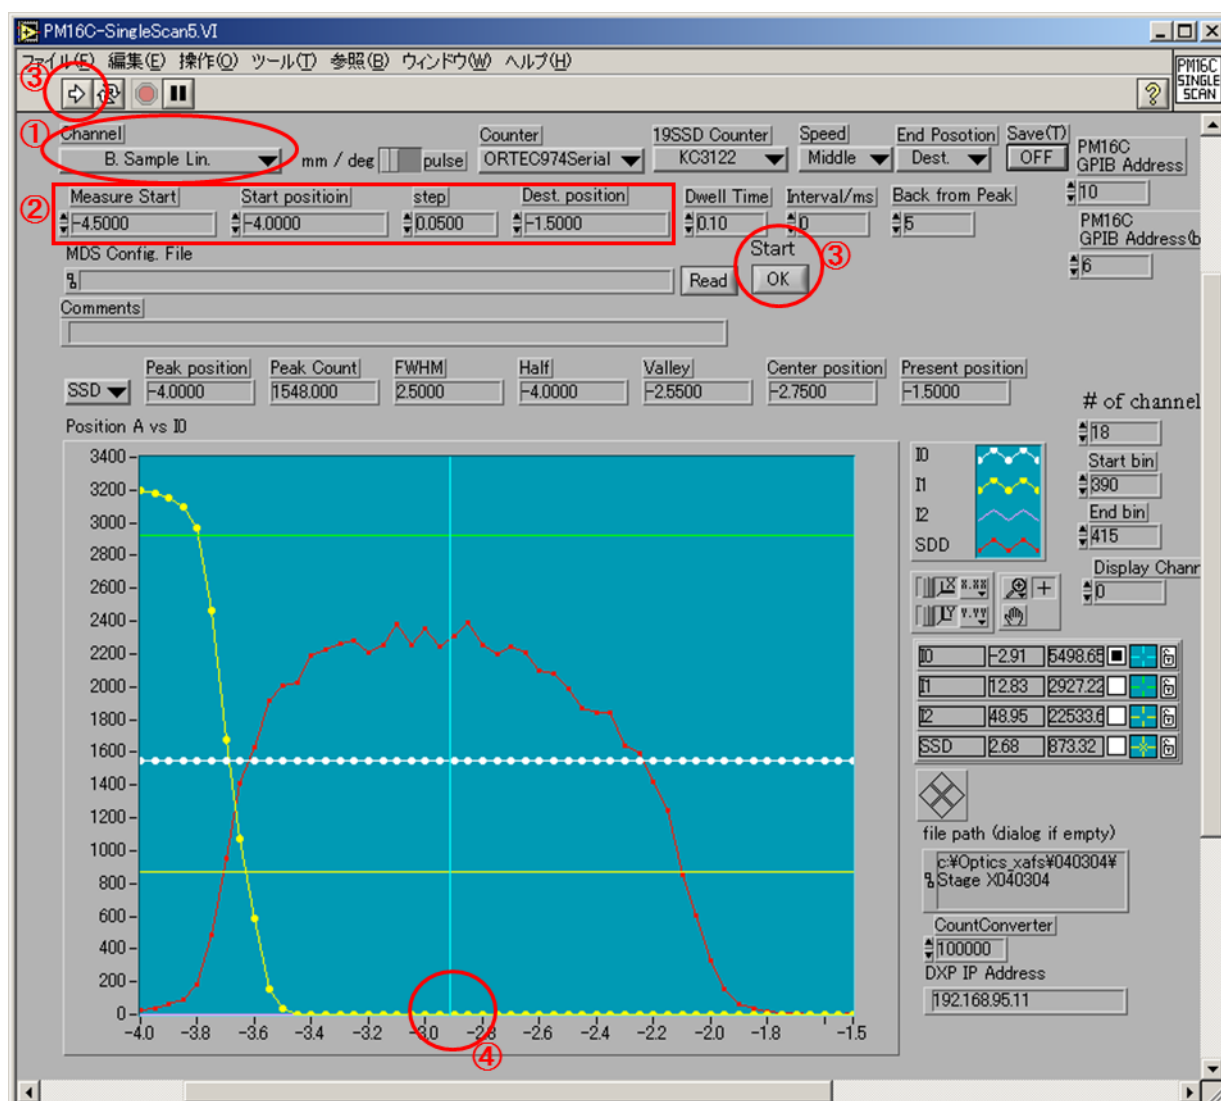 PM16C-SingleScan5.VI
ファイル(F) 編集(E) 操作(O) ツール(T) 参照(B) ウィンドウ(W) ヘルプ(H)
PM16C
SINGLE
SCAN
③
?
① Channel Counter 19SSD Counter Speed End Posotion Save(T)
B. Sample Lin. mm / deg pulse ORTEC974Serial KC3122 Middle Dest. OFF
PM16C
GPIB Address
10
② Measure Start Start positioin step Dest. position Dwell Time Interval/ms Back from Peak
-4.5000 -4.0000 0.0500 -1.5000 0.10 0 5
PM16C
GPIB Address(b
6
MDS Config. File
Read
Start
OK
③
Comments
Peak position Peak Count FWHM Half Valley Center position Present position
SSD -4.0000 1548.000 2.5000 -4.0000 -2.5500 -2.7500 -1.5000
# of channel
18
Start bin
390
End bin
415
Display Chanr
0
Position A vs I0
3400
3200
3000
2800
2600
2400
2200
2000
1800
1600
1400
1200
1000
800
600
400
200
0
-4.0 -3.8 -3.6 -3.4 -3.2 -3.0 -2.8 -2.6 -2.4 -2.2 -2.0 -1.8 -1.5
④
I0
I1
I2
SDD
X X.XX
Y Y.YY
I0 -2.91 5498.65
I1 12.83 2927.22
I2 48.95 22533.6
SSD 2.68 873.32
file path (dialog if empty)
c:¥Optics_xafs¥040304¥
Stage X040304
CountConverter
100000
DXP IP Address
192.168.95.11